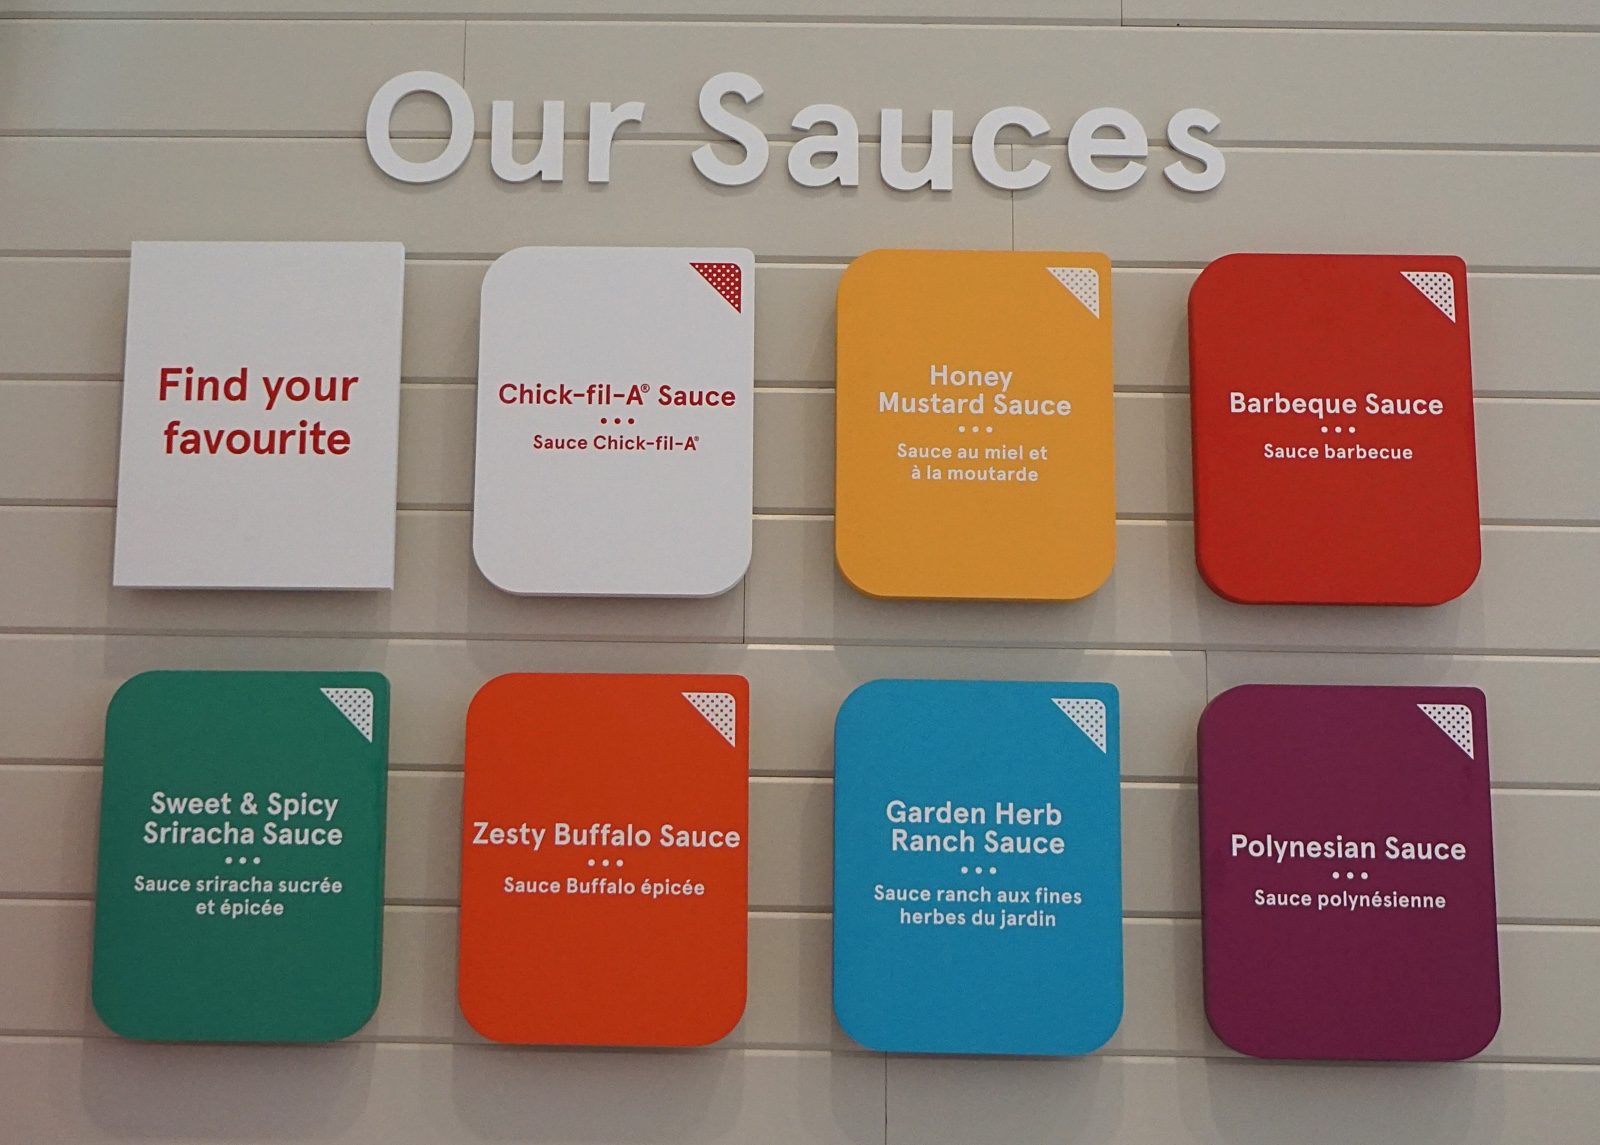 Our Sauces
Find your
favourite
Chick-fil-A® Sauce
Sauce Chick-fil-A®
Honey
Mustard Sauce
Sauce au miel et
à la moutarde
Barbeque Sauce
Sauce barbecue
Sweet & Spicy
Sriracha Sauce
Sauce sriracha sucrée
et épicée
Zesty Buffalo Sauce
Sauce Buffalo épicée
Garden Herb
Ranch Sauce
Sauce ranch aux fines
herbes du jardin
Polynesian Sauce
Sauce polynésienne